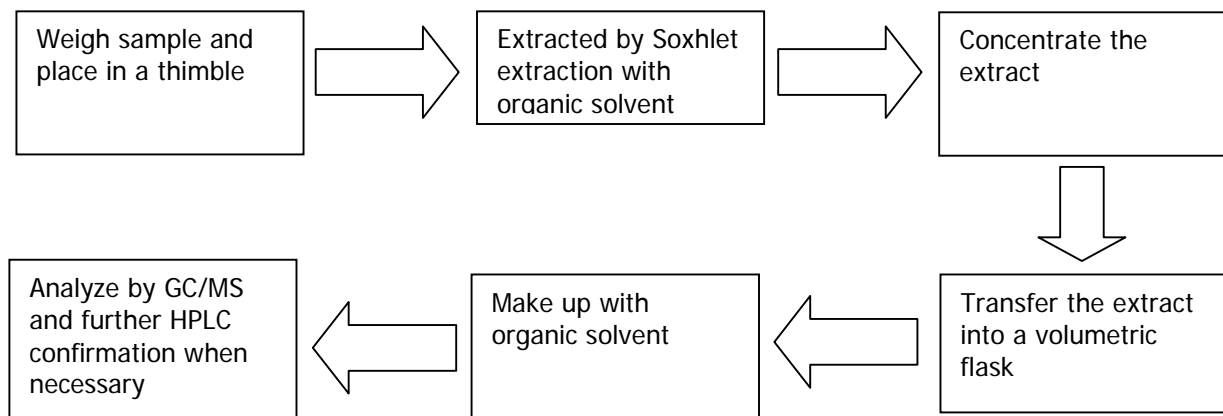 Weigh sample and
place in a thimble
Extracted by Soxhlet
extraction with
organic solvent
Concentrate the
extract
Transfer the extract
into a volumetric
flask
Make up with
organic solvent
Analyze by GC/MS
and further HPLC
confirmation when
necessary